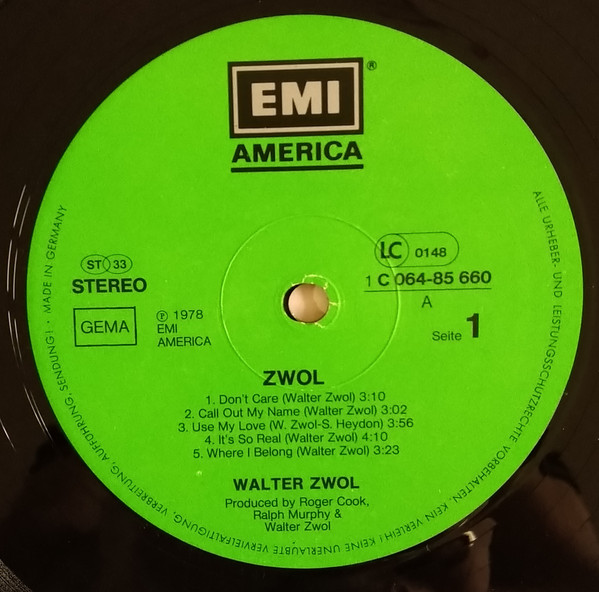 EMI
®
AMERICA
ST 33
STEREO
GEMA
℗ 1978
EMI
AMERICA
LC 0148
1 C 064-85 660
A
Seite 1
ZWOL
1. Don't Care (Walter Zwol) 3:10
2. Call Out My Name (Walter Zwol) 3:02
3. Use My Love (W. Zwol-S. Heydon) 3:56
4. It's So Real (Walter Zwol) 4:10
5. Where I Belong (Walter Zwol) 3:23
WALTER ZWOL
Produced by Roger Cook,
Ralph Murphy &
Walter Zwol
ALLE URHEBER- UND LEISTUNGSSCHUTZRECHTE VORBEHALTEN. KEIN VERLEIH! KEINE UNERLAUBTE VERVIELFÄLTIGUNG, VERMIETUNG, AUFFÜHRUNG, SENDUNG! • MADE IN GERMANY